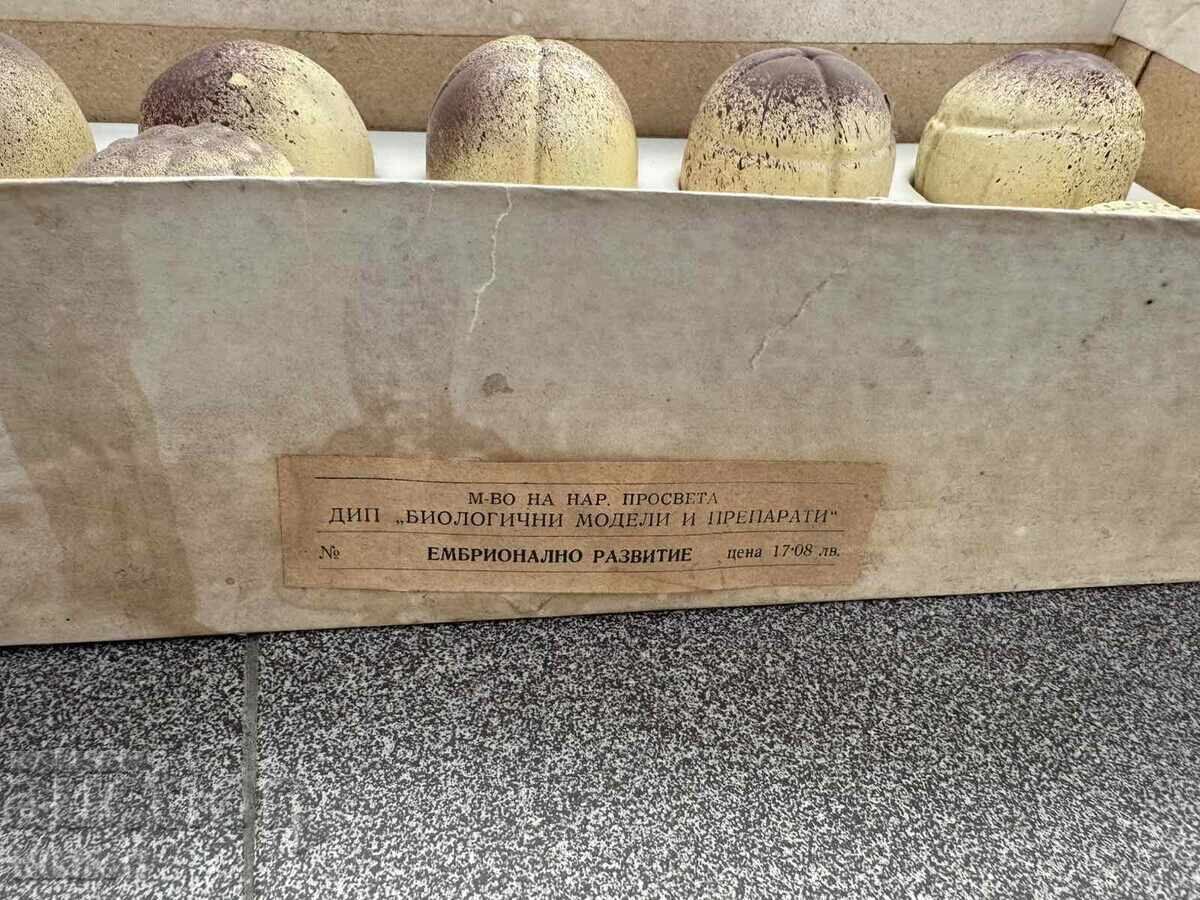 М-ВО НА НАР. ПРОСВЕТА
ДИП „БИОЛОГИЧНИ МОДЕЛИ И ПРЕПАРАТИ“
№ ЕМБРИОНАЛНО РАЗВИТИЕ цена 17·08 лв.